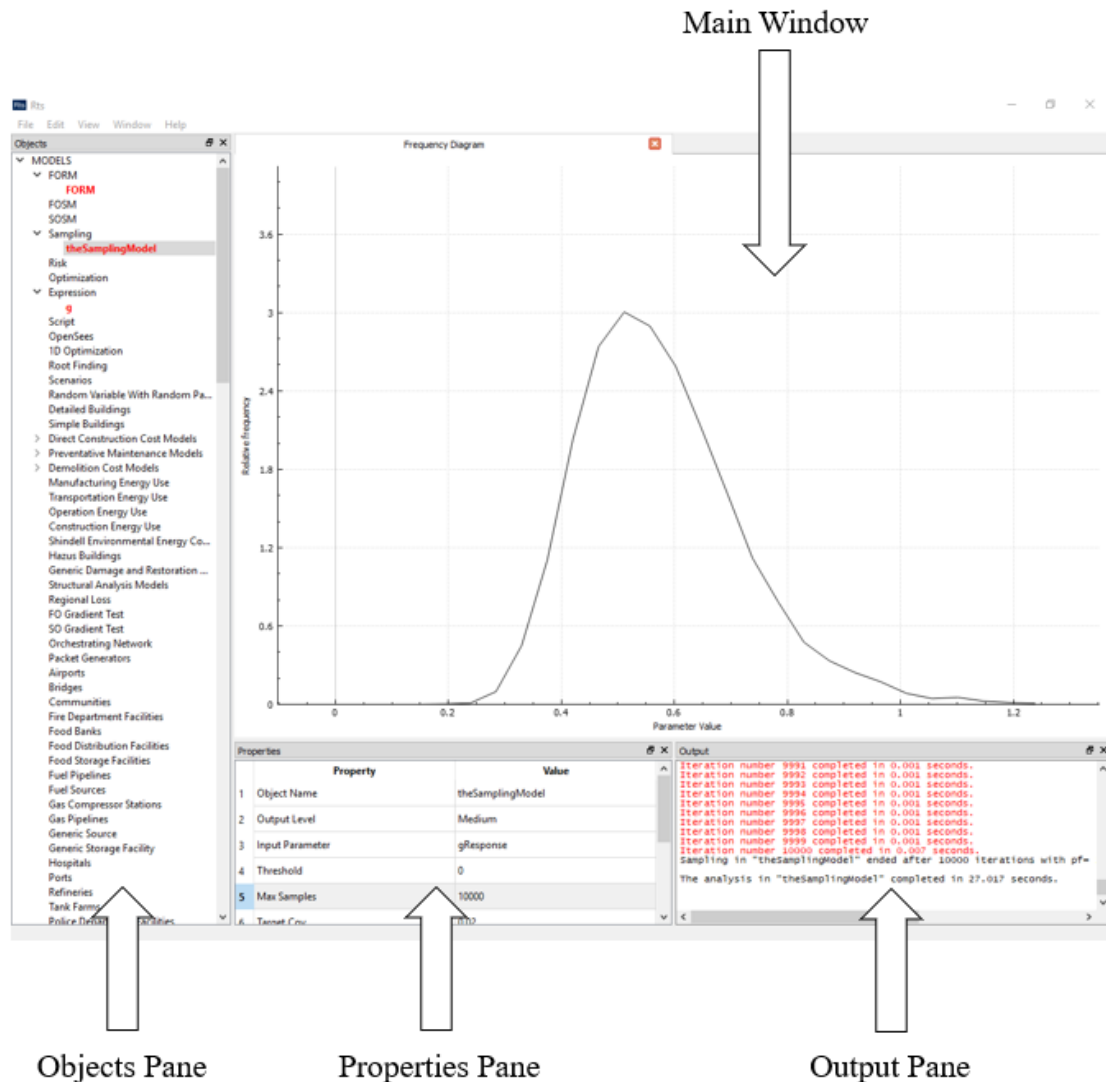 Main Window
Rts
File Edit View Window Help
Objects
MODELS
FORM
FORM
FOSM
SOSM
Sampling
theSamplingModel
Risk
Optimization
Expression
g
Script
OpenSees
1D Optimization
Root Finding
Scenarios
Random Variable With Random Pa...
Detailed Buildings
Simple Buildings
Direct Construction Cost Models
Preventative Maintenance Models
Demolition Cost Models
Manufacturing Energy Use
Transportation Energy Use
Operation Energy Use
Construction Energy Use
Shindell Environmental Energy Co...
Hazus Buildings
Generic Damage and Restoration ...
Structural Analysis Models
Regional Loss
FO Gradient Test
SO Gradient Test
Orchestrating Network
Packet Generators
Airports
Bridges
Communities
Fire Department Facilities
Food Banks
Food Distribution Facilities
Food Storage Facilities
Fuel Pipelines
Fuel Sources
Gas Compressor Stations
Gas Pipelines
Generic Source
Generic Storage Facility
Hospitals
Ports
Refineries
Tank Farms
Police
Frequency Diagram
3.6
3
2.4
1.8
1.2
0.6
0
Relative frequency
0 0.2 0.4 0.6 0.8 1 1.2
Parameter Value
Properties
Property Value
1 Object Name theSamplingModel
2 Output Level Medium
3 Input Parameter gResponse
4 Threshold 0
5 Max Samples 10000
6 Target Cov 0.02
Output
Iteration number 9991 completed in 0.001 seconds.
Iteration number 9992 completed in 0.001 seconds.
Iteration number 9993 completed in 0.001 seconds.
Iteration number 9994 completed in 0.001 seconds.
Iteration number 9995 completed in 0.001 seconds.
Iteration number 9996 completed in 0.001 seconds.
Iteration number 9997 completed in 0.001 seconds.
Iteration number 9998 completed in 0.001 seconds.
Iteration number 9999 completed in 0.001 seconds.
Iteration number 10000 completed in 0.007 seconds.
Sampling in "theSamplingModel" ended after 10000 iterations with pf=
The analysis in "theSamplingModel" completed in 27.017 seconds.
Objects Pane
Properties Pane
Output Pane